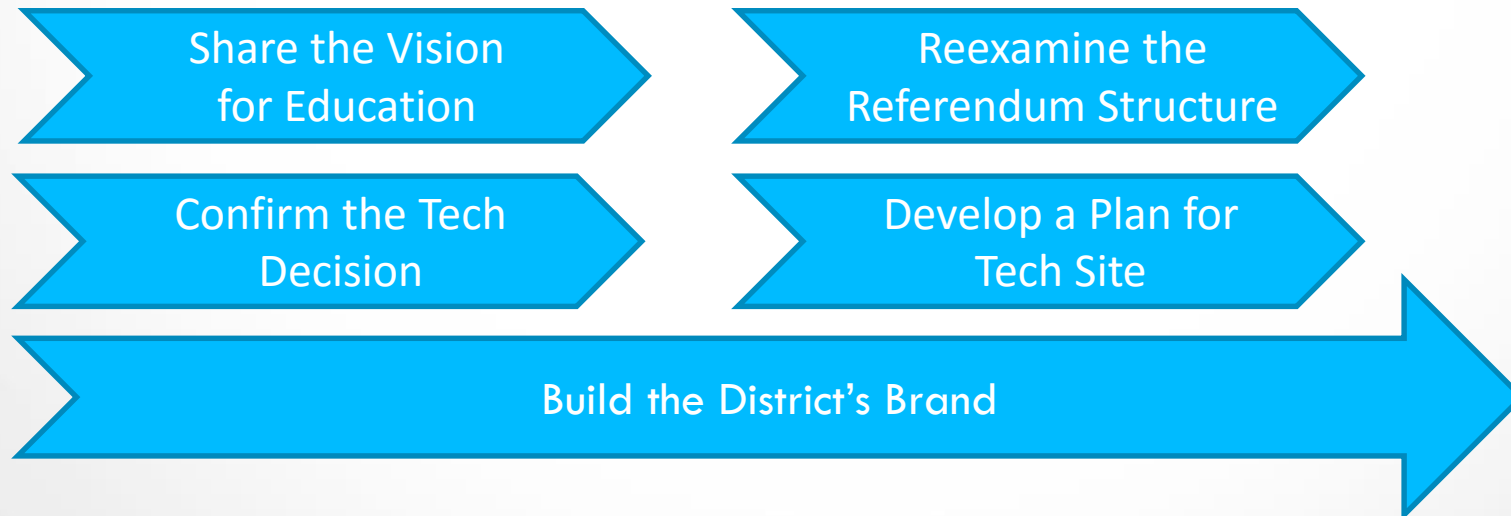 Share the Vision
for Education
Reexamine the
Referendum Structure
Confirm the Tech
Decision
Develop a Plan for
Tech Site
Build the District’s Brand